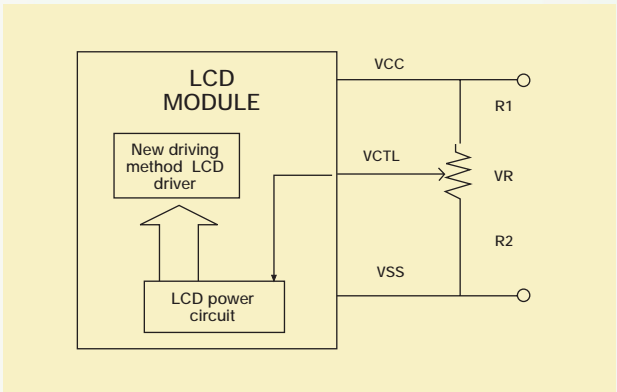 LCD
MODULE
New driving
method LCD
driver
LCD power
circuit
VCC
R1
VCTL
VR
R2
VSS